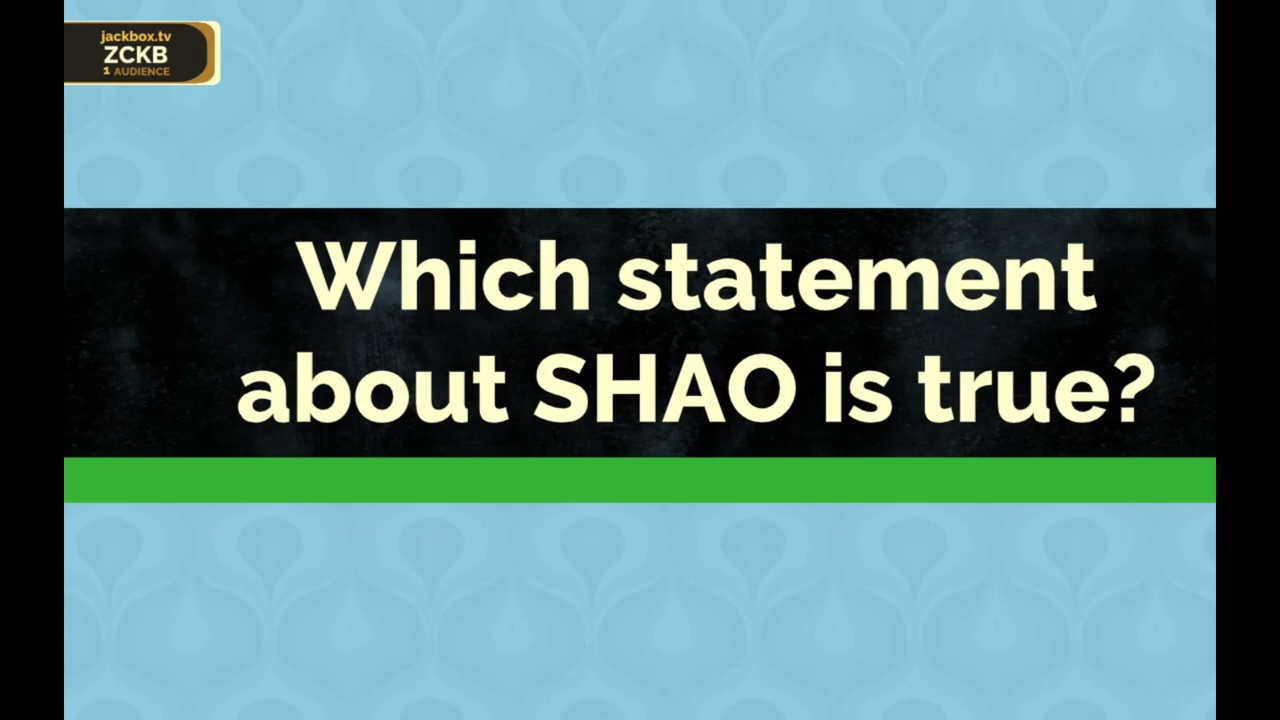 jackbox.tv
ZCKB
1 AUDIENCE
Which statement
about SHAO is true?